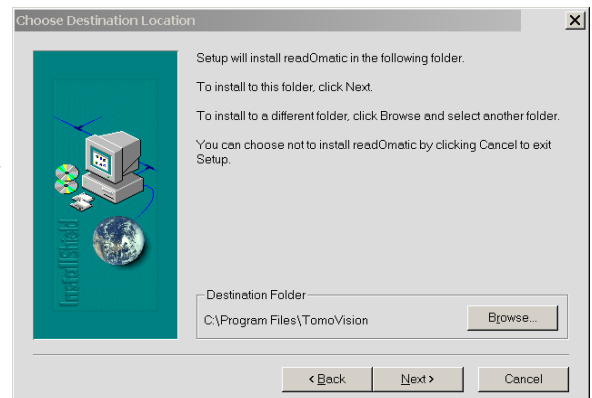 Choose Destination Location
Setup will install readOmatic in the following folder.
To install to this folder, click Next.
To install to a different folder, click Browse and select another folder.
You can choose not to install readOmatic by clicking Cancel to exit
Setup.
InstallShield
Destination Folder
C:\Program Files\TomoVision
Browse...
< Back
Next >
Cancel